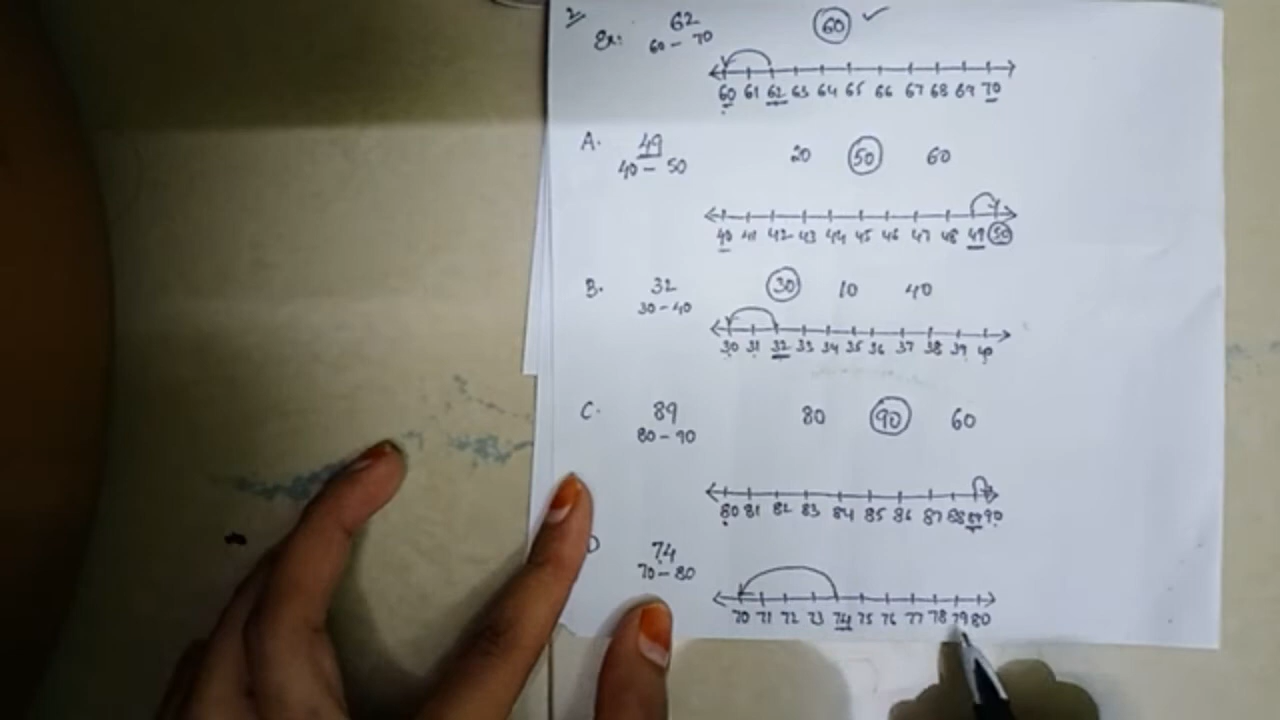 2
Ex: 62 60
60 - 70
60 61 62 63 64 65 66 67 68 69 70
A. 49 20 50 60
40 - 50
40 41 42 43 44 45 46 47 48 49 50
B. 32 30 10 40
30 - 40
30 31 32 33 34 35 36 37 38 39 40
C. 89 80 90 60
80 - 90
80 81 82 83 84 85 86 87 88 89 90
D 74
70 - 80
70 71 72 73 74 75 76 77 78 79 80